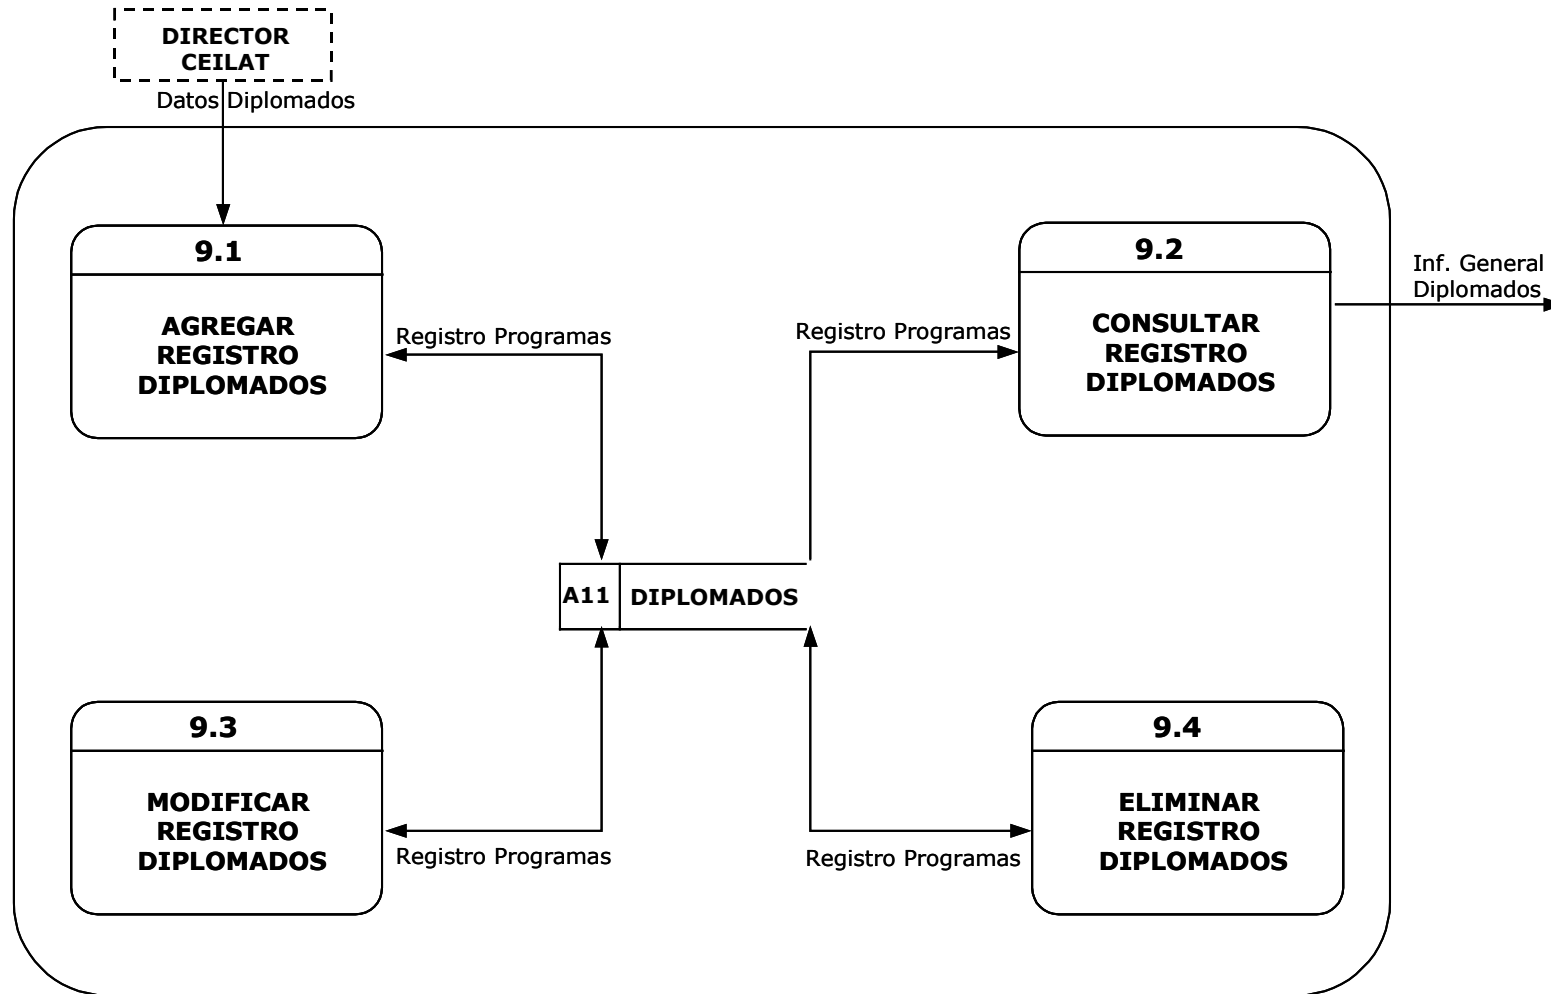 DIRECTOR
CEILAT
Datos Diplomados
9.1
AGREGAR
REGISTRO
DIPLOMADOS
Registro Programas
Registro Programas
9.2
CONSULTAR
REGISTRO
DIPLOMADOS
Inf. General
Diplomados
A11
DIPLOMADOS
9.3
MODIFICAR
REGISTRO
DIPLOMADOS
Registro Programas
Registro Programas
9.4
ELIMINAR
REGISTRO
DIPLOMADOS